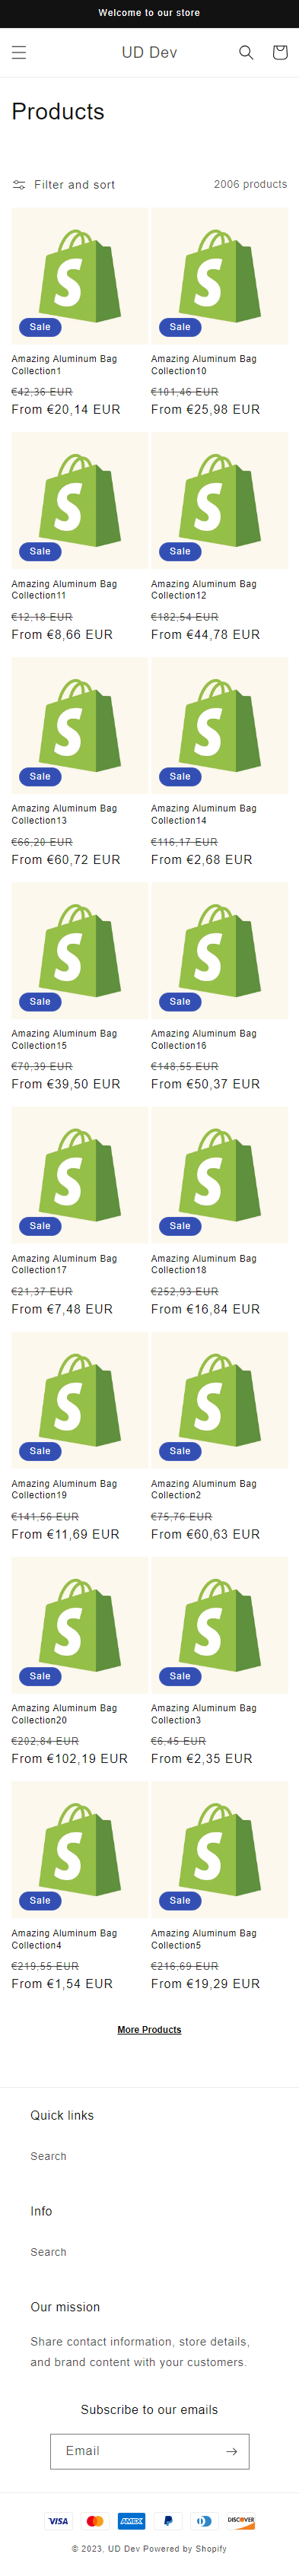 Welcome to our store
UD Dev
Products
Filter and sort
2006 products
Sale
Sale
Amazing Aluminum Bag
Collection1
€42,36 EUR
From €20,14 EUR
Amazing Aluminum Bag
Collection10
€101,46 EUR
From €25,98 EUR
Sale
Sale
Amazing Aluminum Bag
Collection11
€12,18 EUR
From €8,66 EUR
Amazing Aluminum Bag
Collection12
€182,54 EUR
From €44,78 EUR
Sale
Sale
Amazing Aluminum Bag
Collection13
€66,20 EUR
From €60,72 EUR
Amazing Aluminum Bag
Collection14
€116,17 EUR
From €2,68 EUR
Sale
Sale
Amazing Aluminum Bag
Collection15
€70,39 EUR
From €39,50 EUR
Amazing Aluminum Bag
Collection16
€148,55 EUR
From €50,37 EUR
Sale
Sale
Amazing Aluminum Bag
Collection17
€21,37 EUR
From €7,48 EUR
Amazing Aluminum Bag
Collection18
€252,93 EUR
From €16,84 EUR
Sale
Sale
Amazing Aluminum Bag
Collection19
€141,56 EUR
From €11,69 EUR
Amazing Aluminum Bag
Collection2
€75,76 EUR
From €60,63 EUR
Sale
Sale
Amazing Aluminum Bag
Collection20
€202,84 EUR
From €102,19 EUR
Amazing Aluminum Bag
Collection3
€6,45 EUR
From €2,35 EUR
Sale
Sale
Amazing Aluminum Bag
Collection4
€219,55 EUR
From €1,54 EUR
Amazing Aluminum Bag
Collection5
€216,69 EUR
From €19,29 EUR
More Products
Quick links
Search
Info
Search
Our mission
Share contact information, store details,
and brand content with your customers.
Subscribe to our emails
Email
VISA
AMEX
DISCOVER
© 2023, UD Dev Powered by Shopify